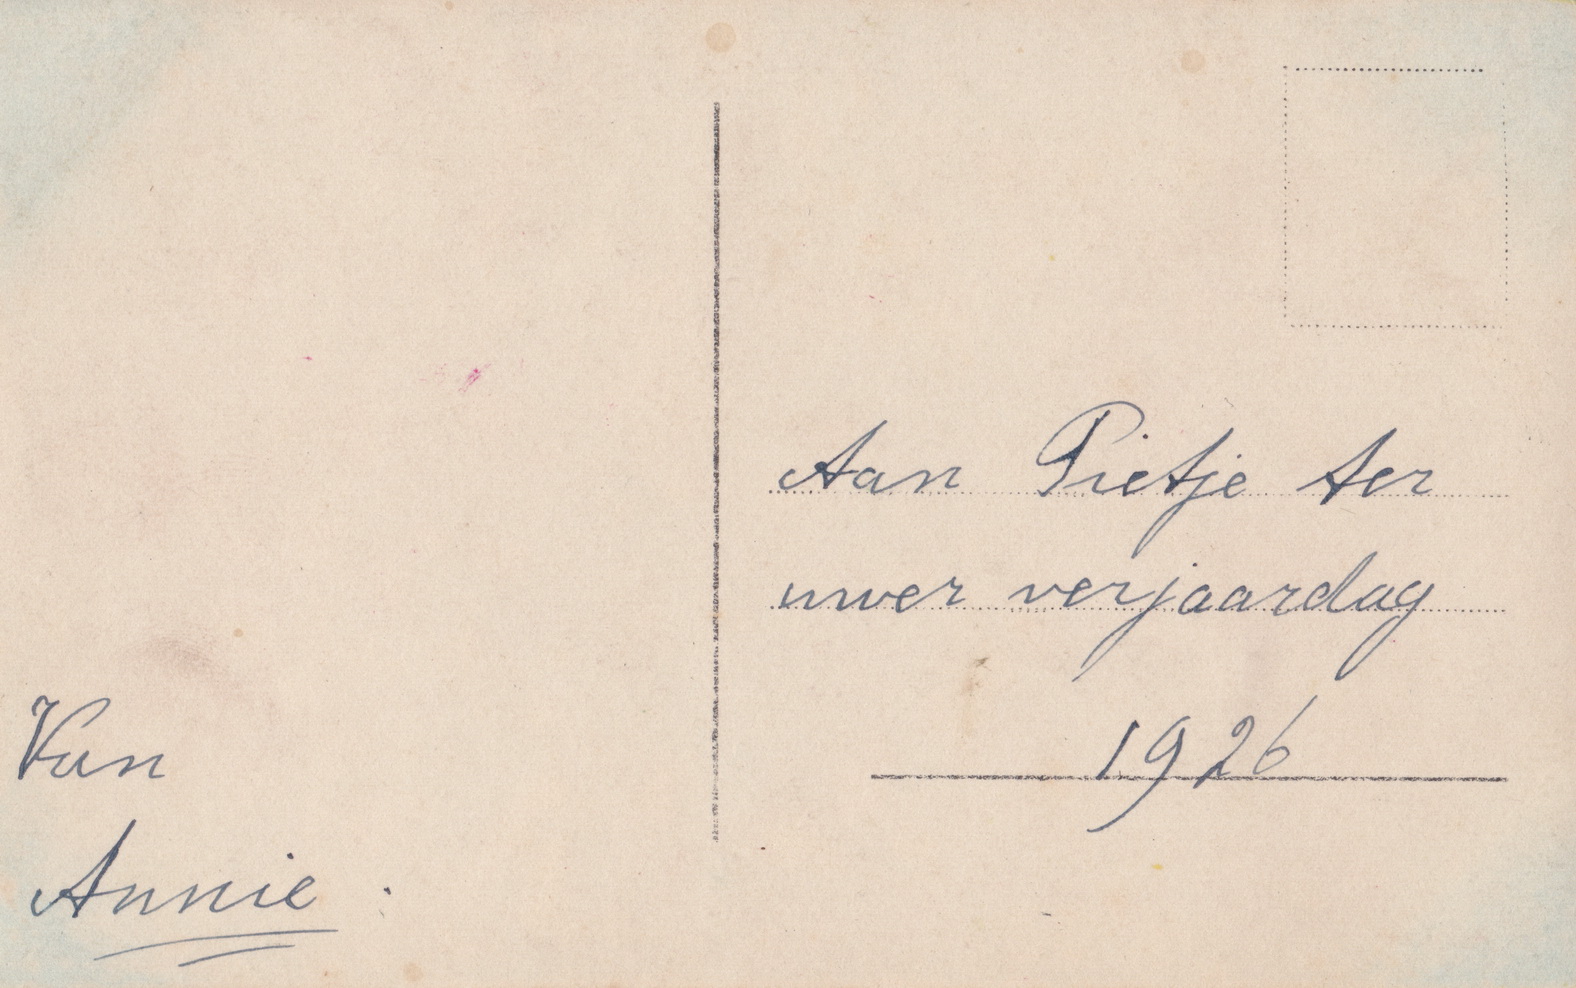 Van
Annie.
Aan Pietje ter
uwer verjaardag
1926